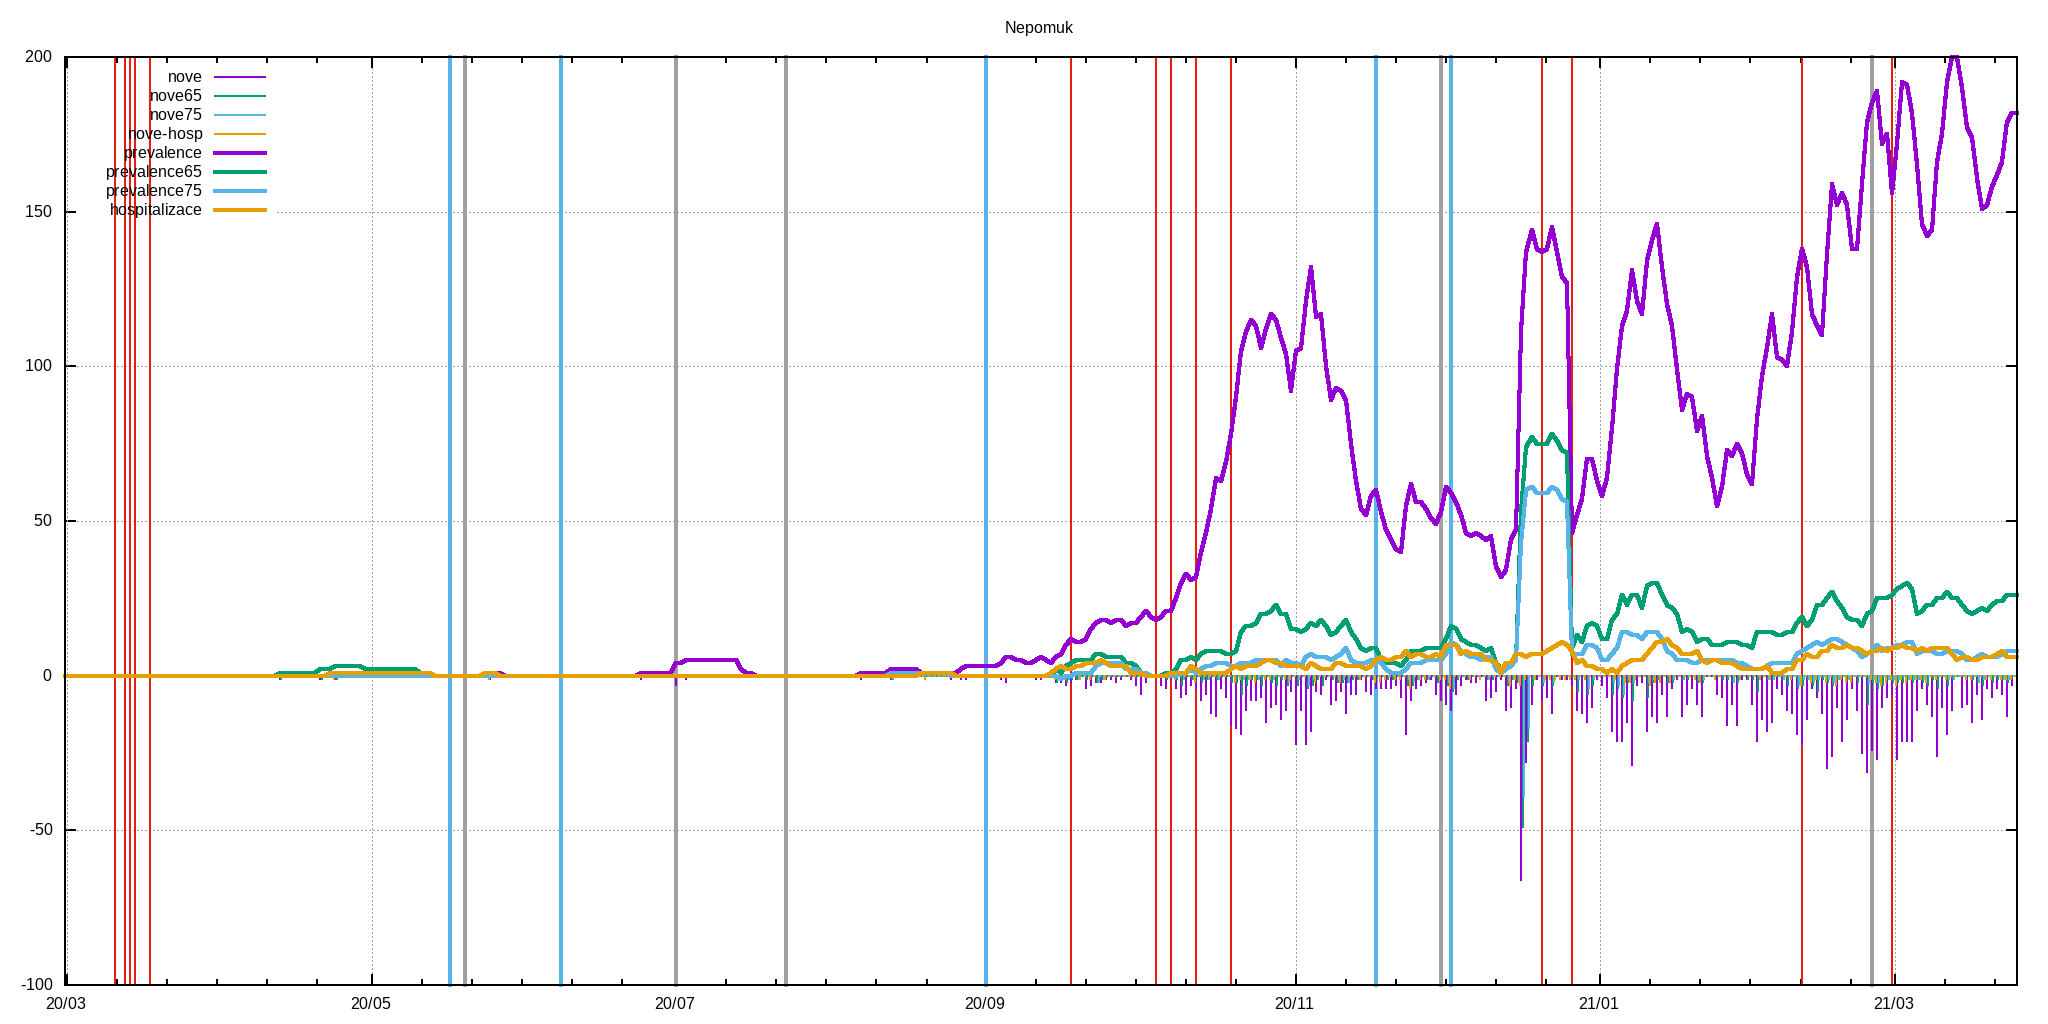 Nepomuk
200
150
100
50
0
-50
-100
nove
nove65
nove75
nove-hosp
prevalence
prevalence65
prevalence75
hospitalizace
20/03 20/05 20/07 20/09 20/11 21/01 21/03